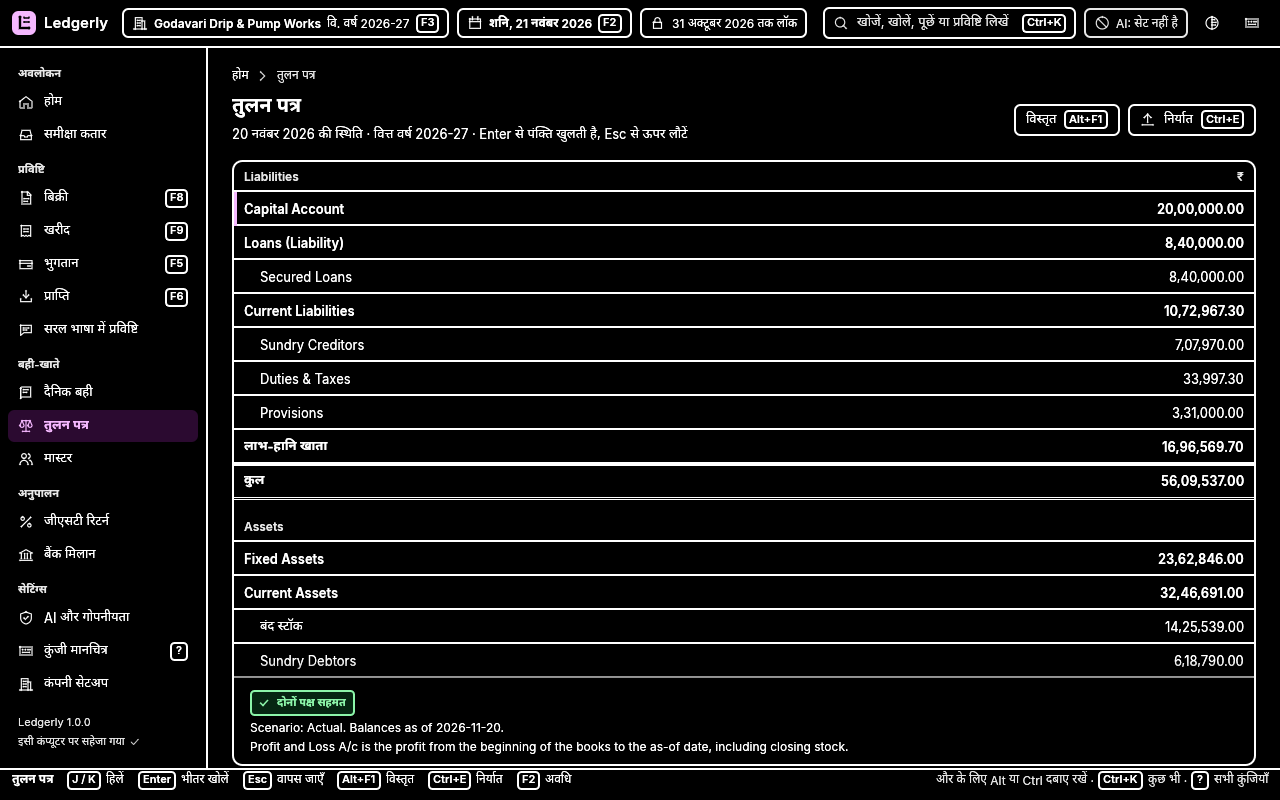 Ledgerly
Godavari Drip & Pump Works वि. वर्ष 2026-27 F3
शनि, 21 नवंबर 2026 F2
31 अक्टूबर 2026 तक लॉक
खोजें, खोलें, पूछें या प्रविष्टि लिखें Ctrl+K
AI: सेट नहीं है
अवलोकन
होम
समीक्षा कतार
प्रविष्टि
बिक्री F8
खरीद F9
भुगतान F5
प्राप्ति F6
सरल भाषा में प्रविष्टि
बही-खाते
दैनिक बही
तुलन पत्र
मास्टर
अनुपालन
जीएसटी रिटर्न
बैंक मिलान
सेटिंग्स
AI और गोपनीयता
कुंजी मानचित्र ?
कंपनी सेटअप
Ledgerly 1.0.0
इसी कंप्यूटर पर सहेजा गया
होम तुलन पत्र
तुलन पत्र
20 नवंबर 2026 की स्थिति · वित्त वर्ष 2026-27 · Enter से पंक्ति खुलती है, Esc से ऊपर लौटें
विस्तृत Alt+F1
निर्यात Ctrl+E
Liabilities ₹
Capital Account 20,00,000.00
Loans (Liability) 8,40,000.00
Secured Loans 8,40,000.00
Current Liabilities 10,72,967.30
Sundry Creditors 7,07,970.00
Duties & Taxes 33,997.30
Provisions 3,31,000.00
लाभ-हानि खाता 16,96,569.70
कुल 56,09,537.00
Assets
Fixed Assets 23,62,846.00
Current Assets 32,46,691.00
बंद स्टॉक 14,25,539.00
Sundry Debtors 6,18,790.00
दोनों पक्ष सहमत
Scenario: Actual. Balances as of 2026-11-20.
Profit and Loss A/c is the profit from the beginning of the books to the as-of date, including closing stock.
तुलन पत्र J / K हिलें Enter भीतर खोलें Esc वापस जाएँ Alt+F1 विस्तृत Ctrl+E निर्यात F2 अवधि
और के लिए Alt या Ctrl दबाए रखें · Ctrl+K कुछ भी · ? सभी कुंजियाँ